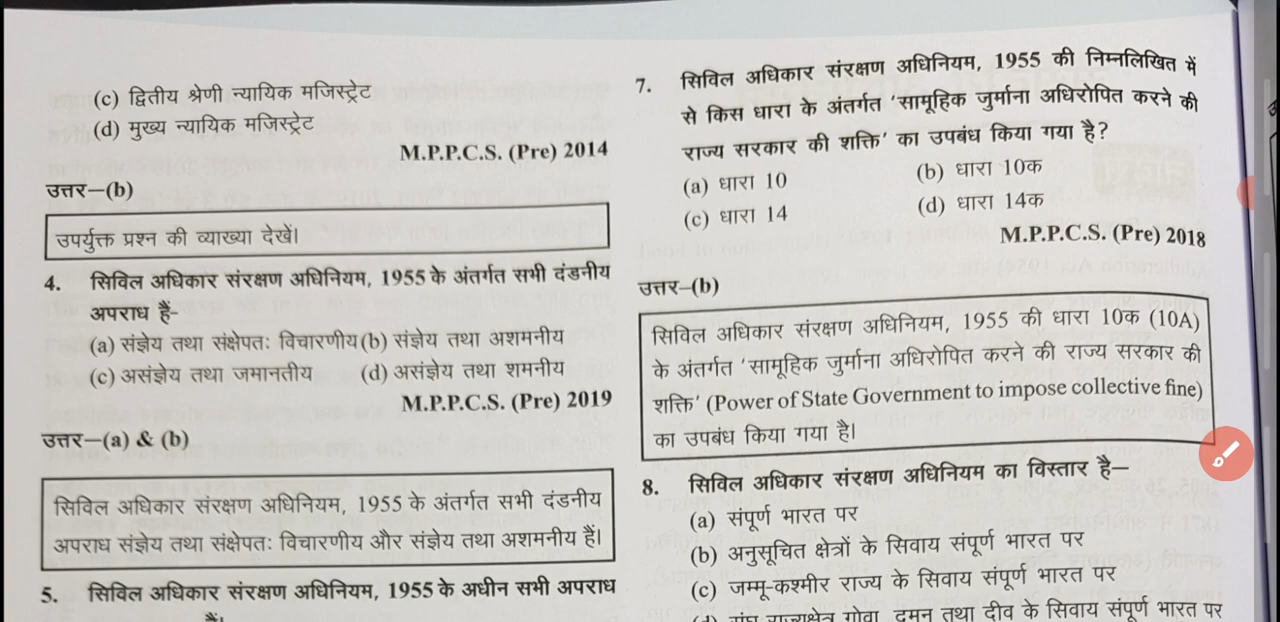 (c) द्वितीय श्रेणी न्यायिक मजिस्ट्रेट
(d) मुख्य न्यायिक मजिस्ट्रेट
M.P.P.C.S. (Pre) 2014
उत्तर–(b)
उपर्युक्त प्रश्न की व्याख्या देखें।
4. सिविल अधिकार संरक्षण अधिनियम, 1955 के अंतर्गत सभी दंडनीय
अपराध हैं-
(a) संज्ञेय तथा संक्षेपतः विचारणीय (b) संज्ञेय तथा अशमनीय
(c) असंज्ञेय तथा जमानतीय (d) असंज्ञेय तथा शमनीय
M.P.P.C.S. (Pre) 2019
उत्तर–(a) & (b)
सिविल अधिकार संरक्षण अधिनियम, 1955 के अंतर्गत सभी दंडनीय
अपराध संज्ञेय तथा संक्षेपतः विचारणीय और संज्ञेय तथा अशमनीय हैं।
5. सिविल अधिकार संरक्षण अधिनियम, 1955 के अधीन सभी अपराध
7. सिविल अधिकार संरक्षण अधिनियम, 1955 की निम्नलिखित में
से किस धारा के अंतर्गत 'सामूहिक जुर्माना अधिरोपित करने की
राज्य सरकार की शक्ति' का उपबंध किया गया है?
(a) धारा 10 (b) धारा 10क
(c) धारा 14 (d) धारा 14क
M.P.P.C.S. (Pre) 2018
उत्तर–(b)
सिविल अधिकार संरक्षण अधिनियम, 1955 की धारा 10क (10A)
के अंतर्गत 'सामूहिक जुर्माना अधिरोपित करने की राज्य सरकार की
शक्ति' (Power of State Government to impose collective fine)
का उपबंध किया गया है।
8. सिविल अधिकार संरक्षण अधिनियम का विस्तार है–
(a) संपूर्ण भारत पर
(b) अनुसूचित क्षेत्रों के सिवाय संपूर्ण भारत पर
(c) जम्मू-कश्मीर राज्य के सिवाय संपूर्ण भारत पर
(d) संघ राज्यक्षेत्र गोवा, दमन तथा दीव के सिवाय संपूर्ण भारत पर